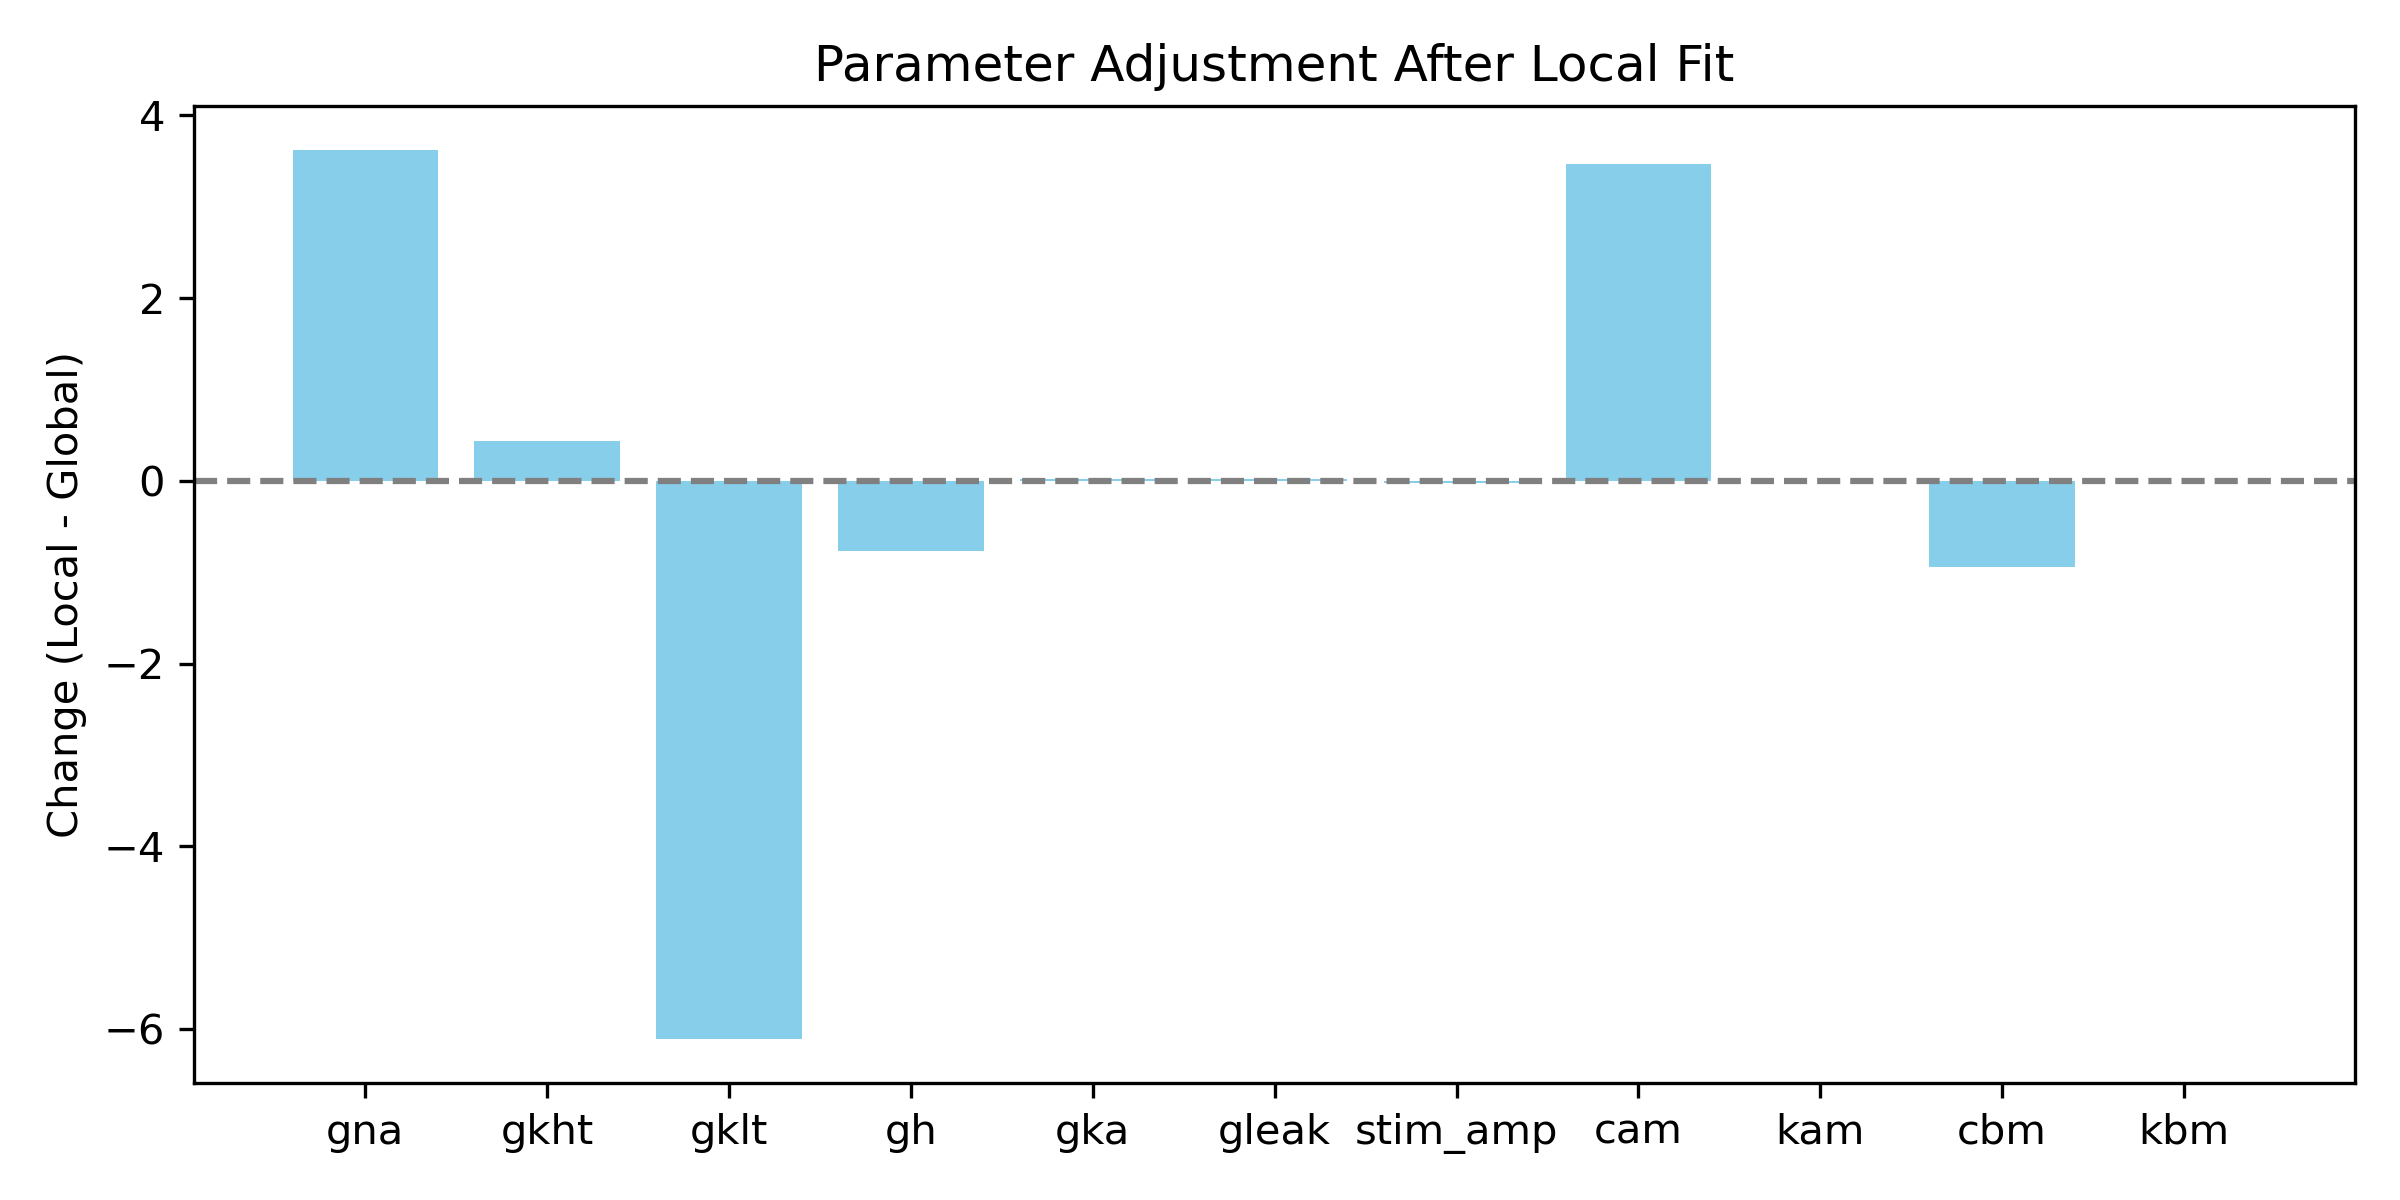 Parameter Adjustment After Local Fit
Change (Local - Global)
4
2
0
−2
−4
−6
gna gkht gklt gh gka gleak stim_amp cam kam cbm kbm